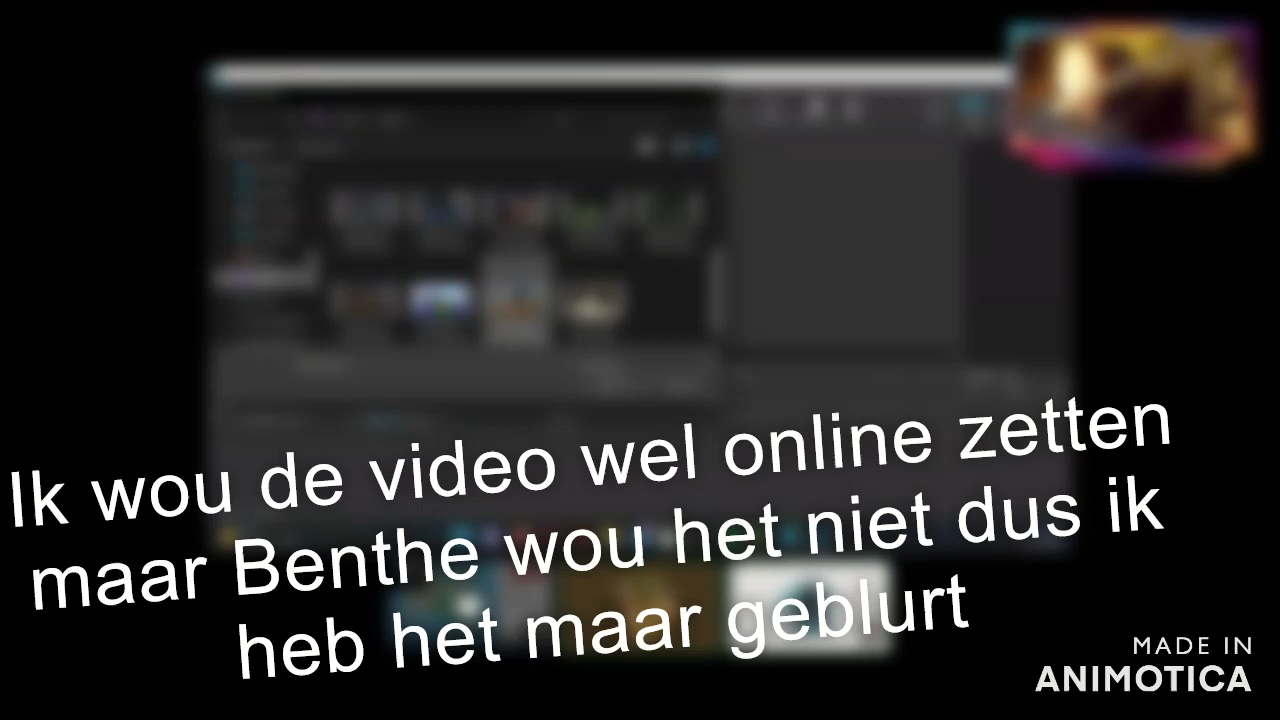 Ik wou de video wel online zetten
maar Benthe wou het niet dus ik
heb het maar geblurt
MADE IN
ANIMOTICA